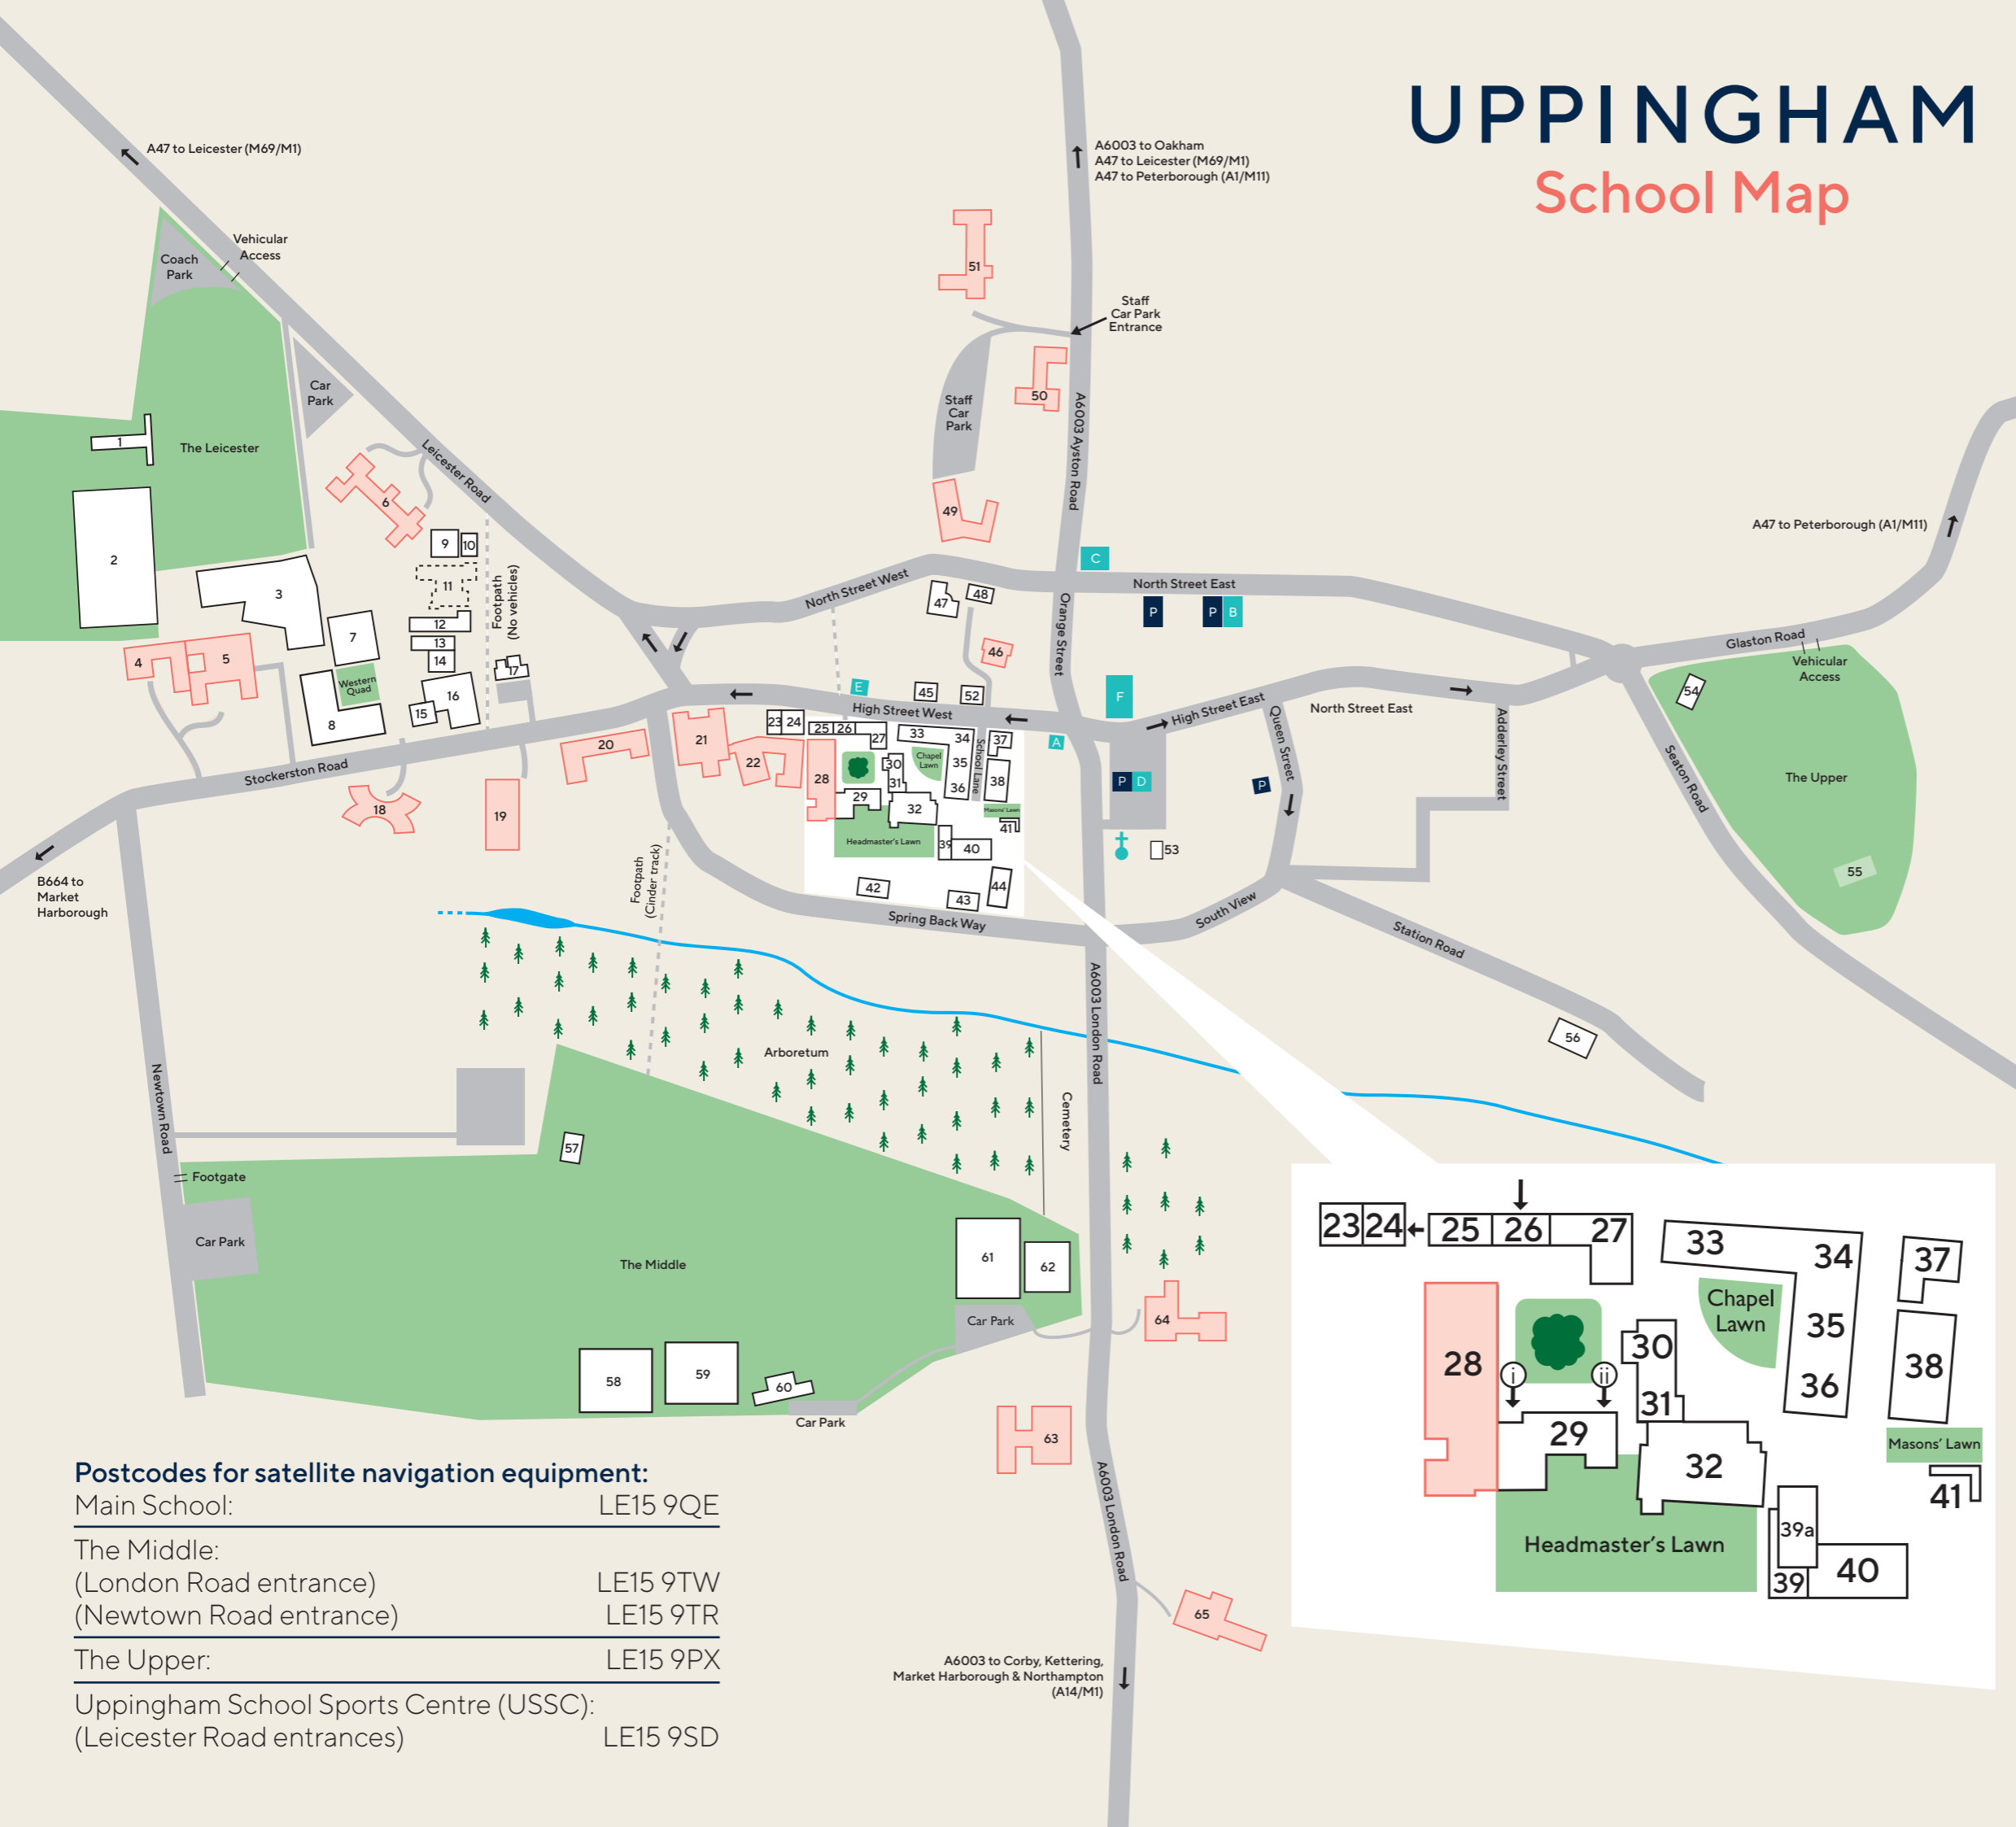 UPPINGHAM
School Map
A47 to Leicester (M69/M1)
A6003 to Oakham
A47 to Leicester (M69/M1)
A47 to Peterborough (A1/M11)
Vehicular
Access
Coach
Park
51
Staff
Car Park
Entrance
Car
Park
50
Staff
Car
Park
A6003 Ayston Road
1
The Leicester
Leicester Road
6
49
A47 to Peterborough (A1/M11)
2
9
10
C
11
Footpath
(No vehicles)
North Street West
North Street East
3
47
48
P
P
B
Orange Street
12
7
13
14
4
5
46
Glaston Road
Vehicular
Access
17
Western
Quad
16
15
8
E
45
52
F
54
High Street West
High Street East
North Street East
A
Queen Street
Adderley Street
Seaton Road
The Upper
23
24
25
26
27
33
34
School Lane
37
20
21
22
28
30
31
Chapel
Lawn
35
36
38
29
32
Masons' Lawn
41
Headmaster's Lawn
39
40
42
43
44
P
D
P
53
55
Stockerston Road
18
19
Footpath
(Cinder track)
B664 to
Market
Harborough
Spring Back Way
South View
Station Road
56
A6003 London Road
Arboretum
Cemetery
Newtown Road
57
Footgate
Car Park
The Middle
61
62
Car Park
64
58
59
60
Car Park
63
A6003 London Road
65
A6003 to Corby, Kettering,
Market Harborough & Northampton
(A14/M1)
23
24
25
26
27
33
34
37
Chapel
Lawn
28
i
ii
30
31
35
36
38
29
32
Masons' Lawn
41
Headmaster's Lawn
39a
39
40
Postcodes for satellite navigation equipment:
Main School: LE15 9QE
The Middle:
(London Road entrance) LE15 9TW
(Newtown Road entrance) LE15 9TR
The Upper: LE15 9PX
Uppingham School Sports Centre (USSC):
(Leicester Road entrances) LE15 9SD